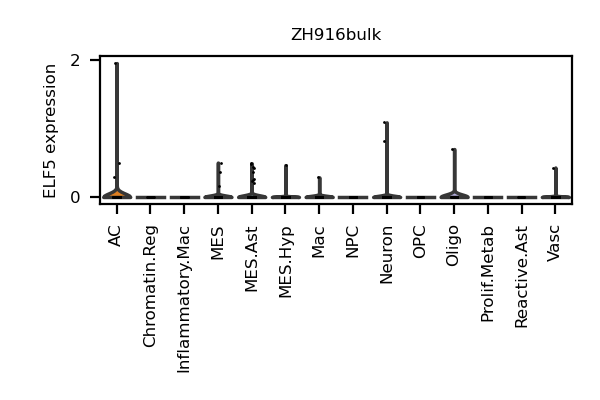 ZH916bulk
ELF5 expression
2
0
AC
Chromatin.Reg
Inflammatory.Mac
MES
MES.Ast
MES.Hyp
Mac
NPC
Neuron
OPC
Oligo
Prolif.Metab
Reactive.Ast
Vasc